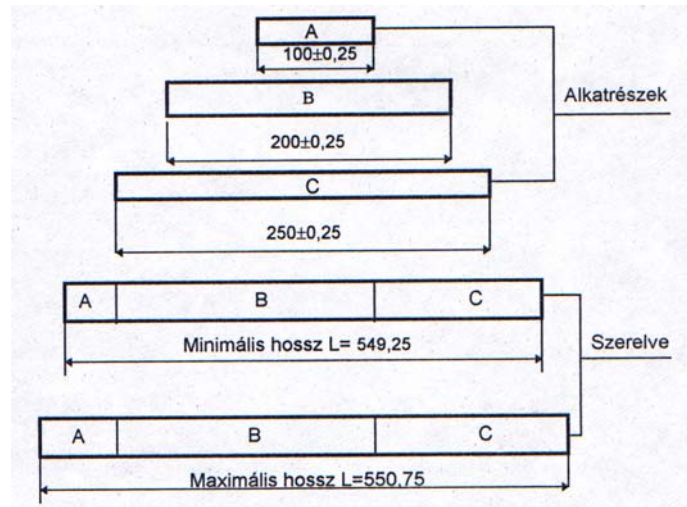 A
100±0,25
B
Alkatrészek
200±0,25
C
250±0,25
A B C
Minimális hossz L= 549,25
Szerelve
A B C
Maximális hossz L=550.75